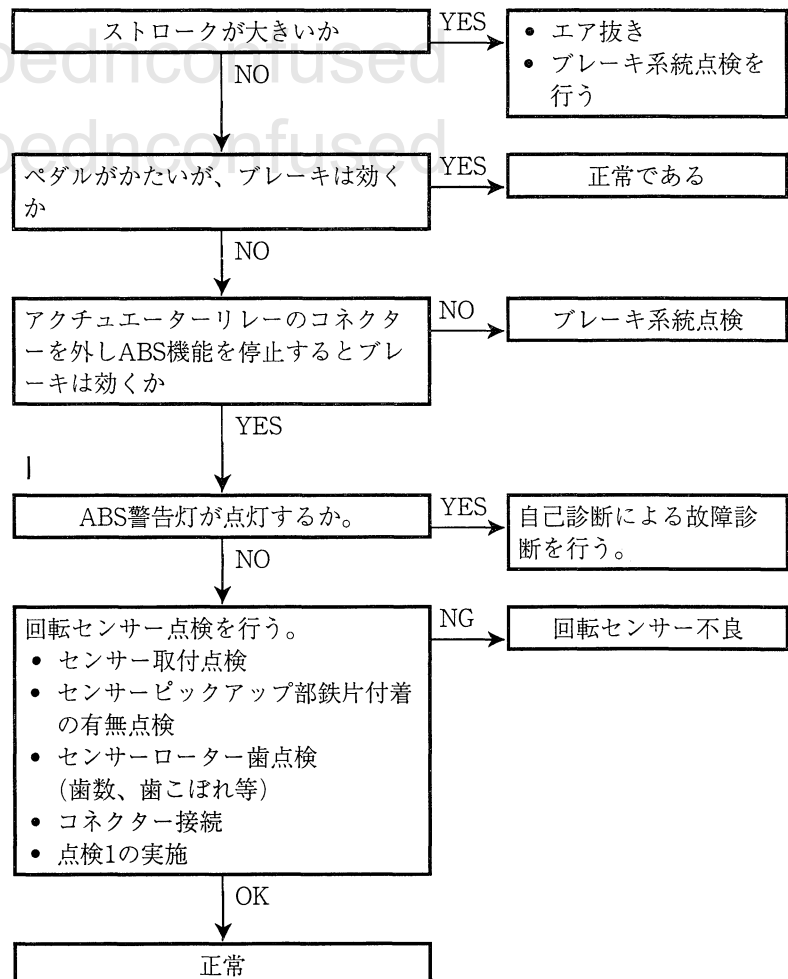 ストロークが大きいか
YES
• エア抜き
• ブレーキ系統点検を
行う
NO
ペダルがかたいが、ブレーキは効く
か
YES
正常である
NO
アクチュエーターリレーのコネクタ
ーを外しABS機能を停止するとブレ
ーキは効くか
NO
ブレーキ系統点検
YES
ABS警告灯が点灯するか。
YES
自己診断による故障診
断を行う。
NO
回転センサー点検を行う。
• センサー取付点検
• センサーピックアップ部鉄片付着
の有無点検
• センサーローター歯点検
(歯数、歯こぼれ等)
• コネクター接続
• 点検1の実施
NG
回転センサー不良
OK
正常
pednconfused
pednconfused